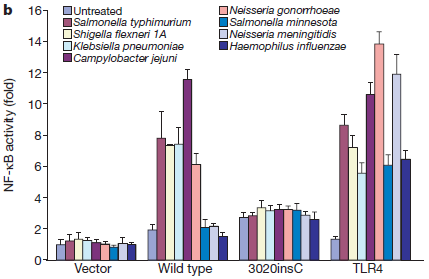 b
16
14
12
10
8
6
4
2
0
NF-κB activity (fold)
Untreated
Salmonella typhimurium
Shigella flexneri 1A
Klebsiella pneumoniae
Campylobacter jejuni
Neisseria gonorrhoeae
Salmonella minnesota
Neisseria meningitidis
Haemophilus influenzae
Vector
Wild type
3020insC
TLR4